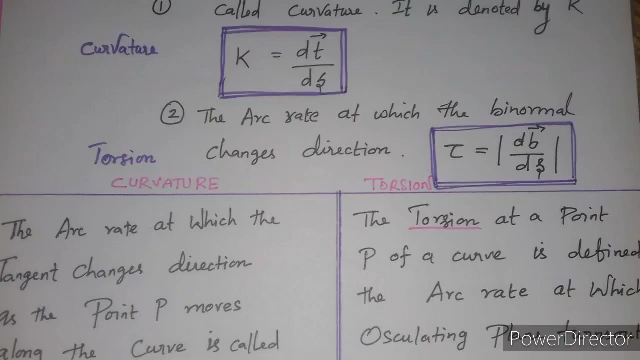 ① called Curvature. It is denoted by K
Curvature K = dt⃗/ds
② The Arc rate at which the binormal
Torsion changes direction. τ = |db⃗/ds|
CURVATURE
The Arc rate at which the
Tangent changes direction
as the Point P moves
along the Curve is called
TORSION
The Torsion at a Point
P of a curve is defined
the Arc rate at which
Osculating
PowerDirector